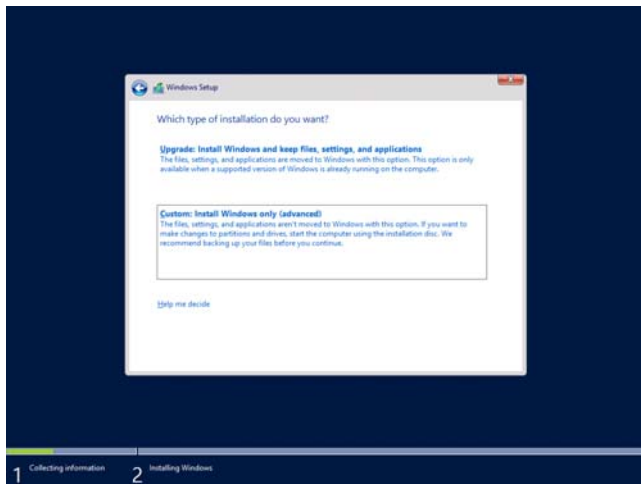 Windows Setup
Which type of installation do you want?
Upgrade: Install Windows and keep files, settings, and applications
The files, settings, and applications are moved to Windows with this option. This option is only
available when a supported version of Windows is already running on the computer.
Custom: Install Windows only (advanced)
The files, settings, and applications aren't moved to Windows with this option. If you want to
make changes to partitions and drives, start the computer using the installation disc. We
recommend backing up your files before you continue.
Help me decide
1 Collecting information
2 Installing Windows